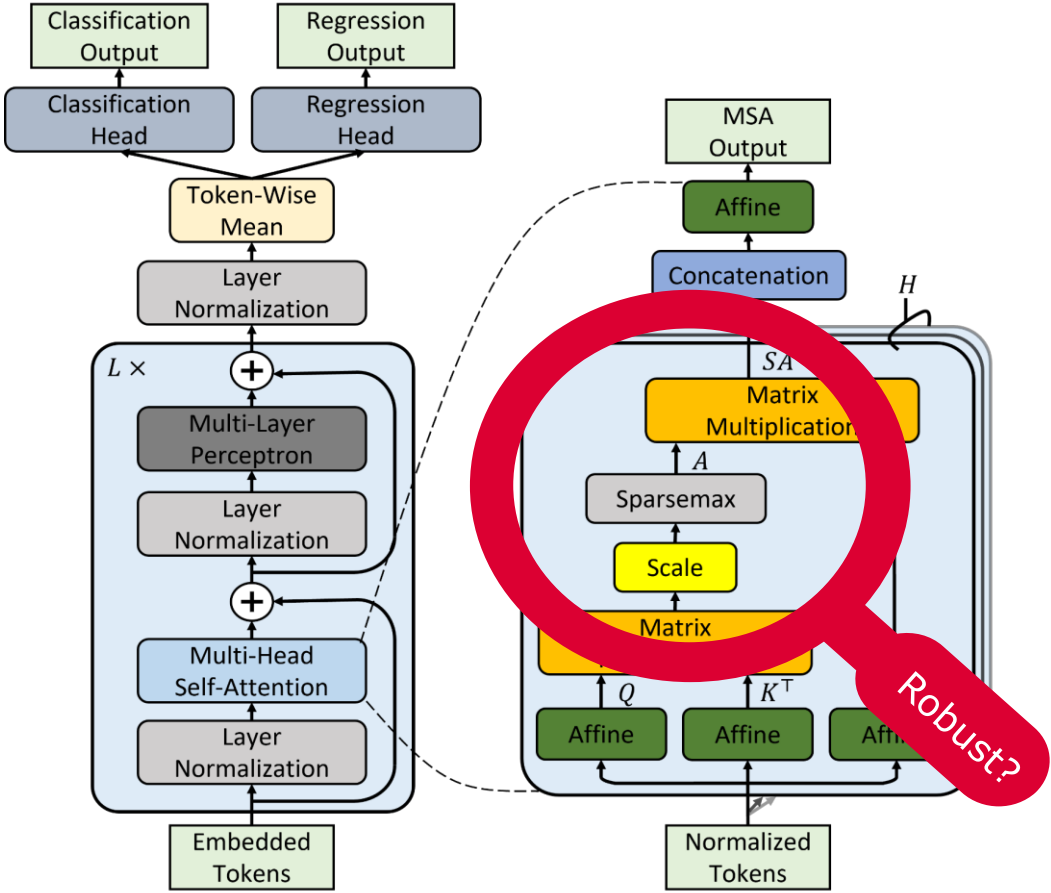 Classification
Output
Regression
Output
Classification
Head
Regression
Head
Token-Wise
Mean
Layer
Normalization
L ×
+
Multi-Layer
Perceptron
Layer
Normalization
+
Multi-Head
Self-Attention
Layer
Normalization
Embedded
Tokens
MSA
Output
Affine
Concatenation
H
SA
Matrix
Multiplication
A
Sparsemax
Scale
Matrix
Q
K⊤
Affine
Affine
Robust?
Normalized
Tokens